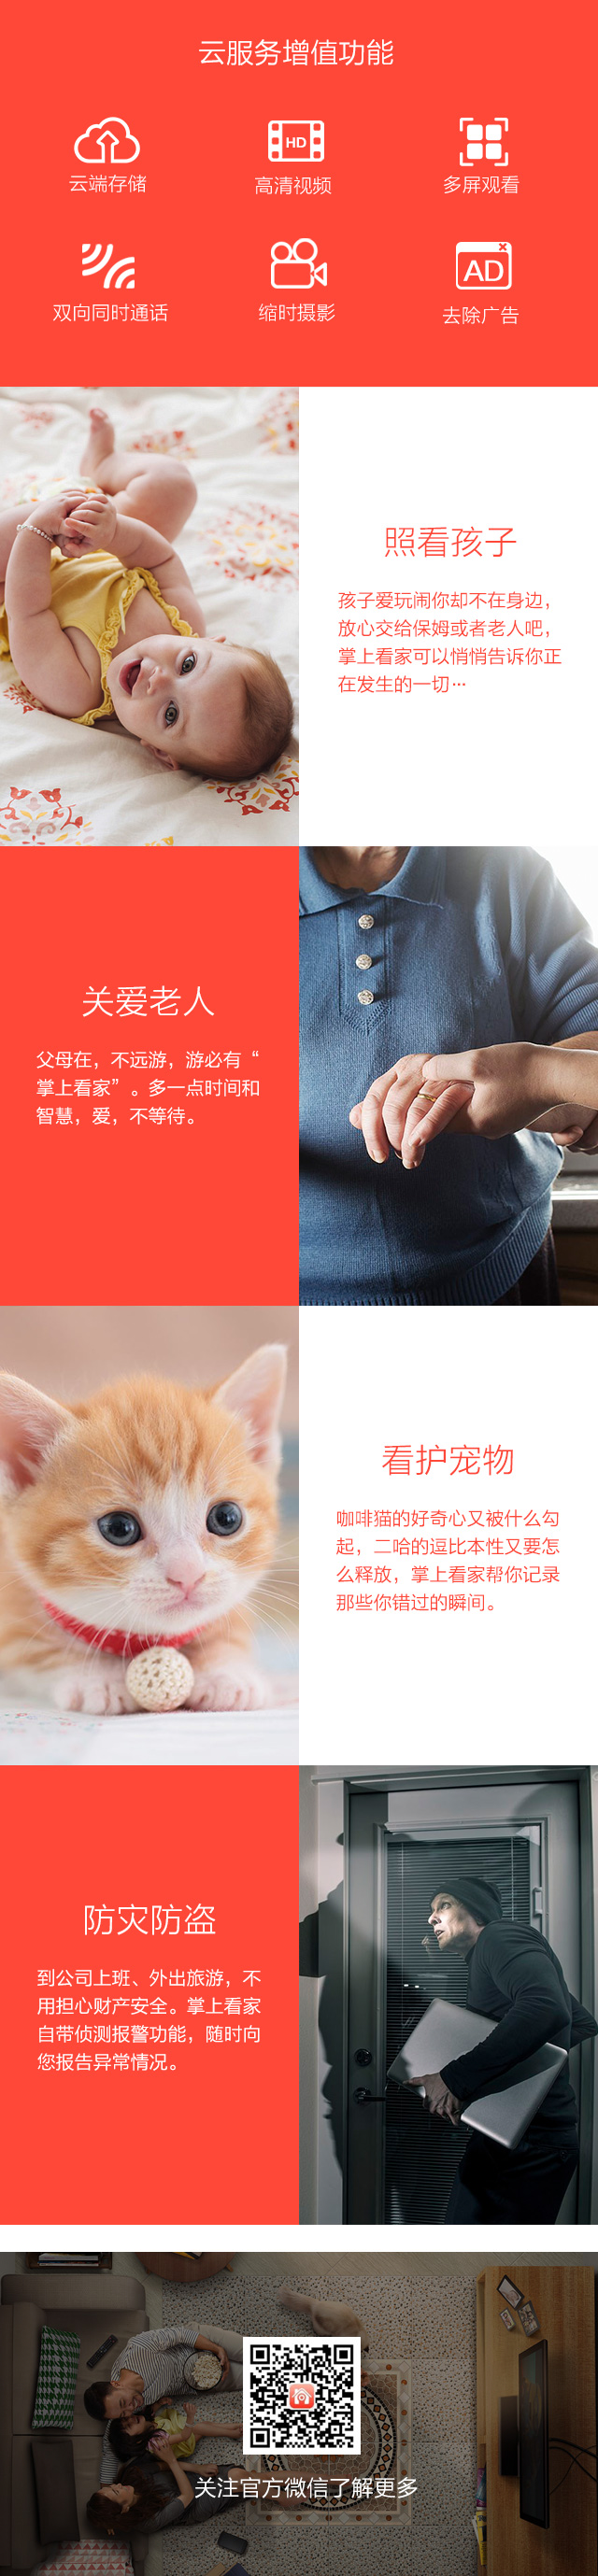 云服务增值功能
云端存储
HD
高清视频
多屏观看
双向同时通话
缩时摄影
AD
去除广告
照看孩子
孩子爱玩闹你却不在身边，
放心交给保姆或者老人吧，
掌上看家可以悄悄告诉你正
在发生的一切…
关爱老人
父母在，不远游，游必有“
掌上看家”。多一点时间和
智慧，爱，不等待。
看护宠物
咖啡猫的好奇心又被什么勾
起，二哈的逗比本性又要怎
么释放，掌上看家帮你记录
那些你错过的瞬间。
防灾防盗
到公司上班、外出旅游，不
用担心财产安全。掌上看家
自带侦测报警功能，随时向
您报告异常情况。
关注官方微信了解更多